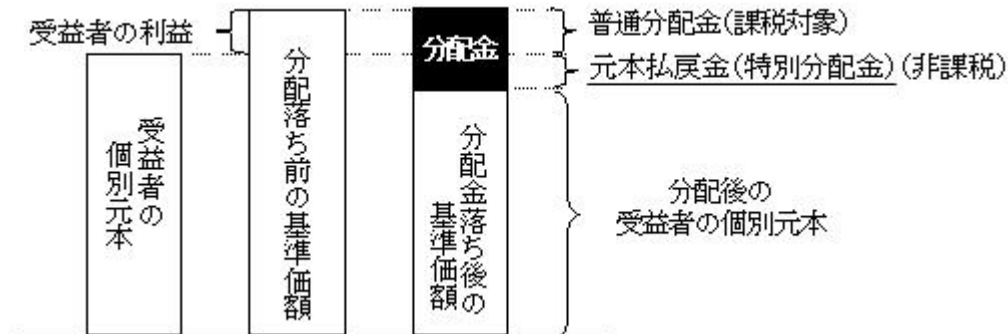 受益者の利益
分配金
普通分配金(課税対象)
元本払戻金(特別分配金)(非課税)
受益者の
個別元本
分配落ち前の基準価額
分配金落ち後の
基準価額
分配後の
受益者の個別元本